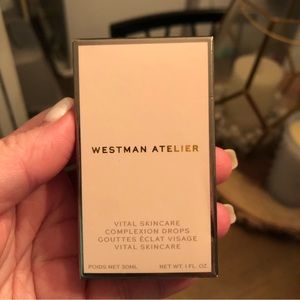 WESTMAN ATELIER
VITAL SKINCARE
COMPLEXION DROPS
GOUTTES ÉCLAT VISAGE
VITAL SKINCARE
POIDS NET 30ML NET WT. 1 FL. OZ